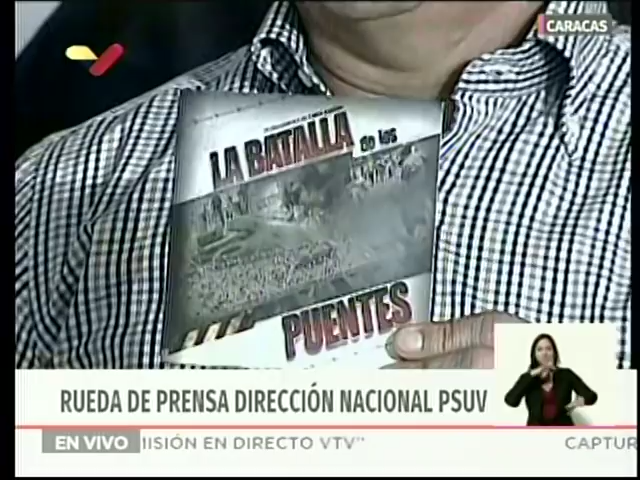 CARACAS
LA BATALLA
de los
PUENTES
RUEDA DE PRENSA DIRECCIÓN NACIONAL PSUV
EN VIVO
ISIÓN EN DIRECTO VTV"
CAPTUR